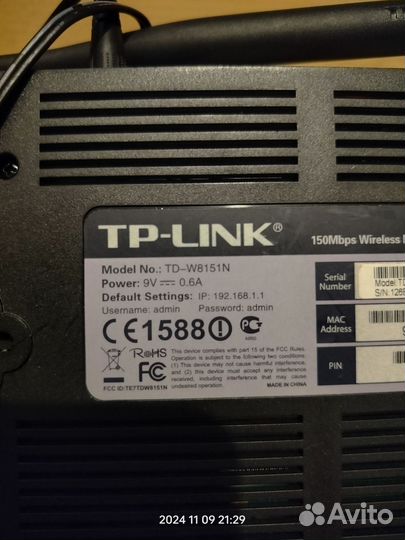 TP-LINK®
150Mbps Wireless
Model No.: TD-W8151N
Power: 9V 0.6A
Default Settings: IP: 192.168.1.1
Username: admin Password: admin
Serial Number
S/N:
MAC Address
PIN
CE1588
RoHS
FC
FCC ID:TE7TDW8151N
This device complies with part 15 of the FCC Rules.
Operation is subject to the following two conditions:
(1) This device may not cause harmful interference,
and (2) this device must accept any interference
received, including interference that may cause
undesired operation.
MADE IN CHINA
2024 11 09 21:29
Avito